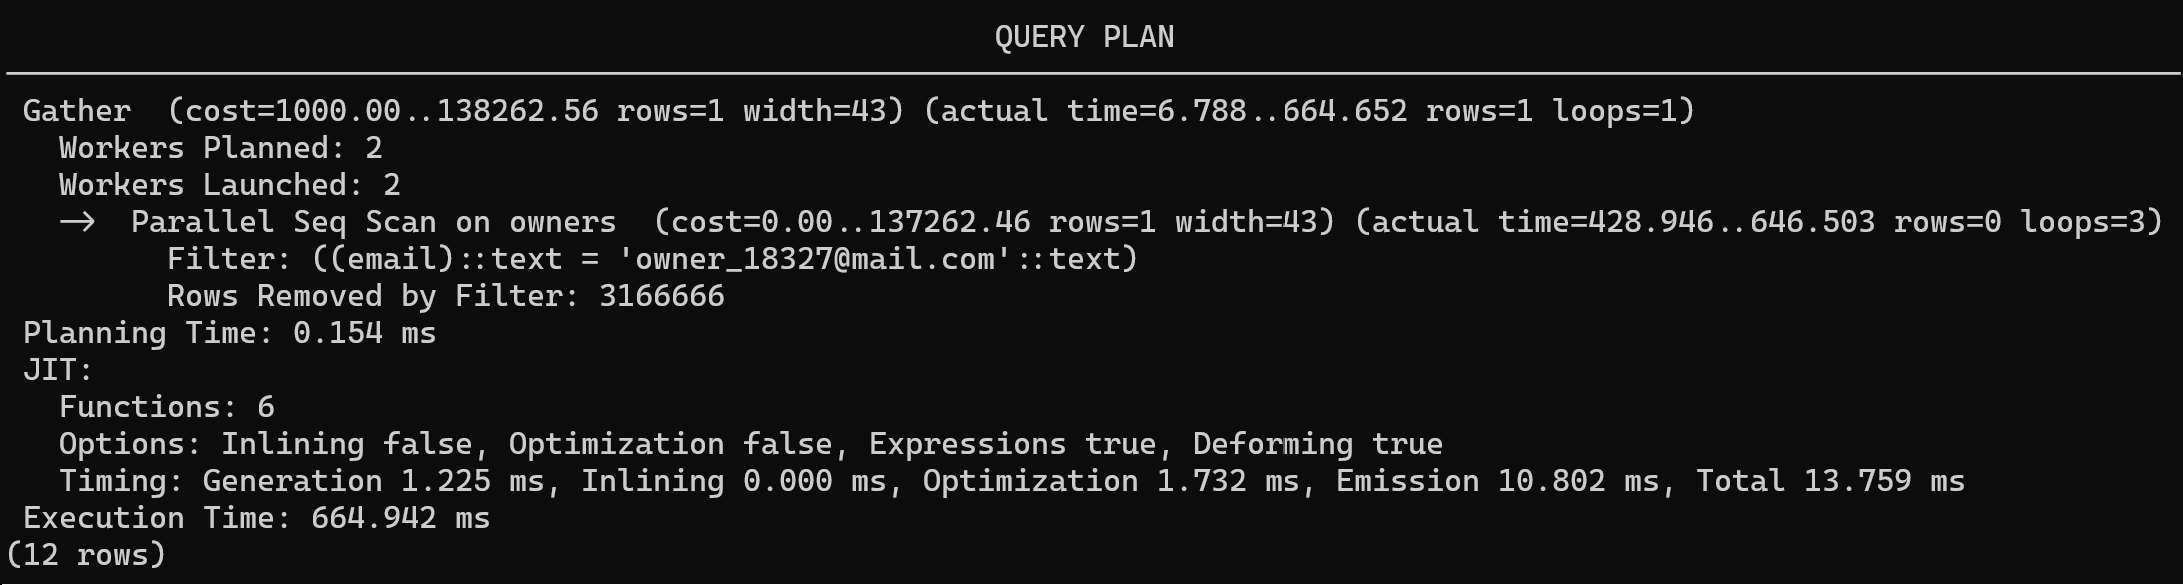 QUERY PLAN
Gather  (cost=1000.00..138262.56 rows=1 width=43) (actual time=6.788..664.652 rows=1 loops=1)
  Workers Planned: 2
  Workers Launched: 2
  ->  Parallel Seq Scan on owners  (cost=0.00..137262.46 rows=1 width=43) (actual time=428.946..646.503 rows=0 loops=3)
        Filter: ((email)::text = 'owner_18327@mail.com'::text)
        Rows Removed by Filter: 3166666
Planning Time: 0.154 ms
JIT:
  Functions: 6
  Options: Inlining false, Optimization false, Expressions true, Deforming true
  Timing: Generation 1.225 ms, Inlining 0.000 ms, Optimization 1.732 ms, Emission 10.802 ms, Total 13.759 ms
Execution Time: 664.942 ms
(12 rows)